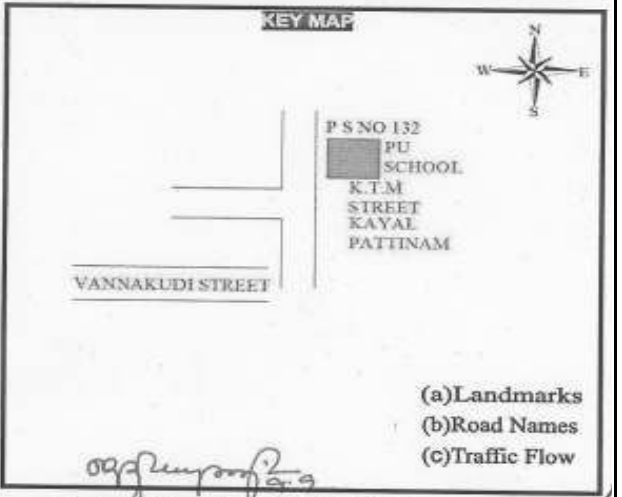 KEY MAP
N
W E
S
P S NO 132
PU
SCHOOL
K.T.M
STREET
KAYAL
PATTINAM
VANNAKUDI STREET
(a)Landmarks
(b)Road Names
(c)Traffic Flow